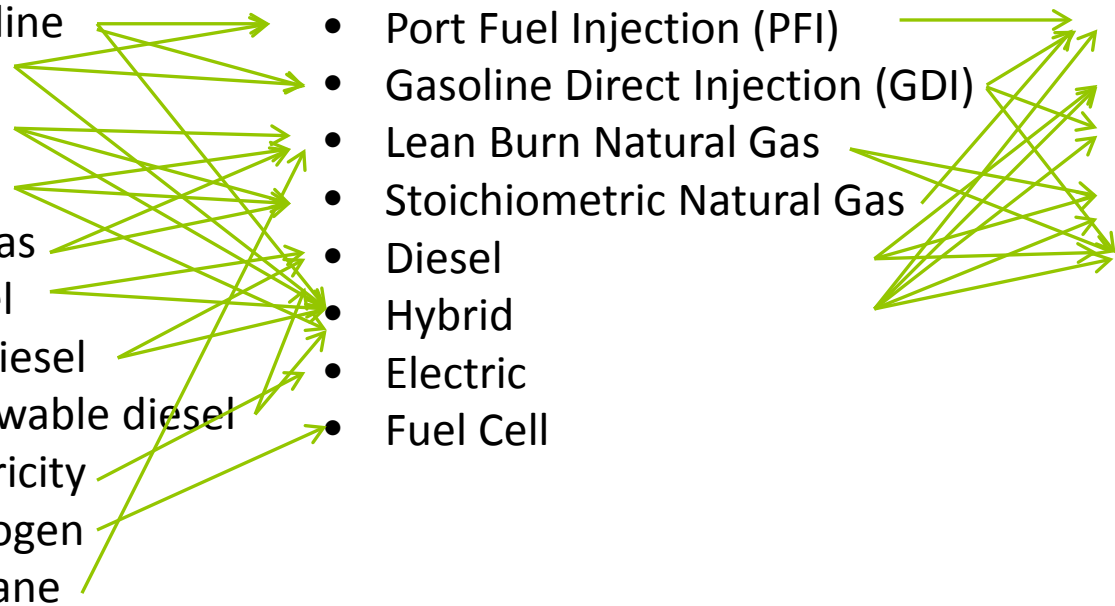 line
• Port Fuel Injection (PFI)
• Gasoline Direct Injection (GDI)
• Lean Burn Natural Gas
• Stoichiometric Natural Gas
as
• Diesel
el
• Hybrid
iesel
• Electric
wable diesel
• Fuel Cell
ricity
ogen
ane